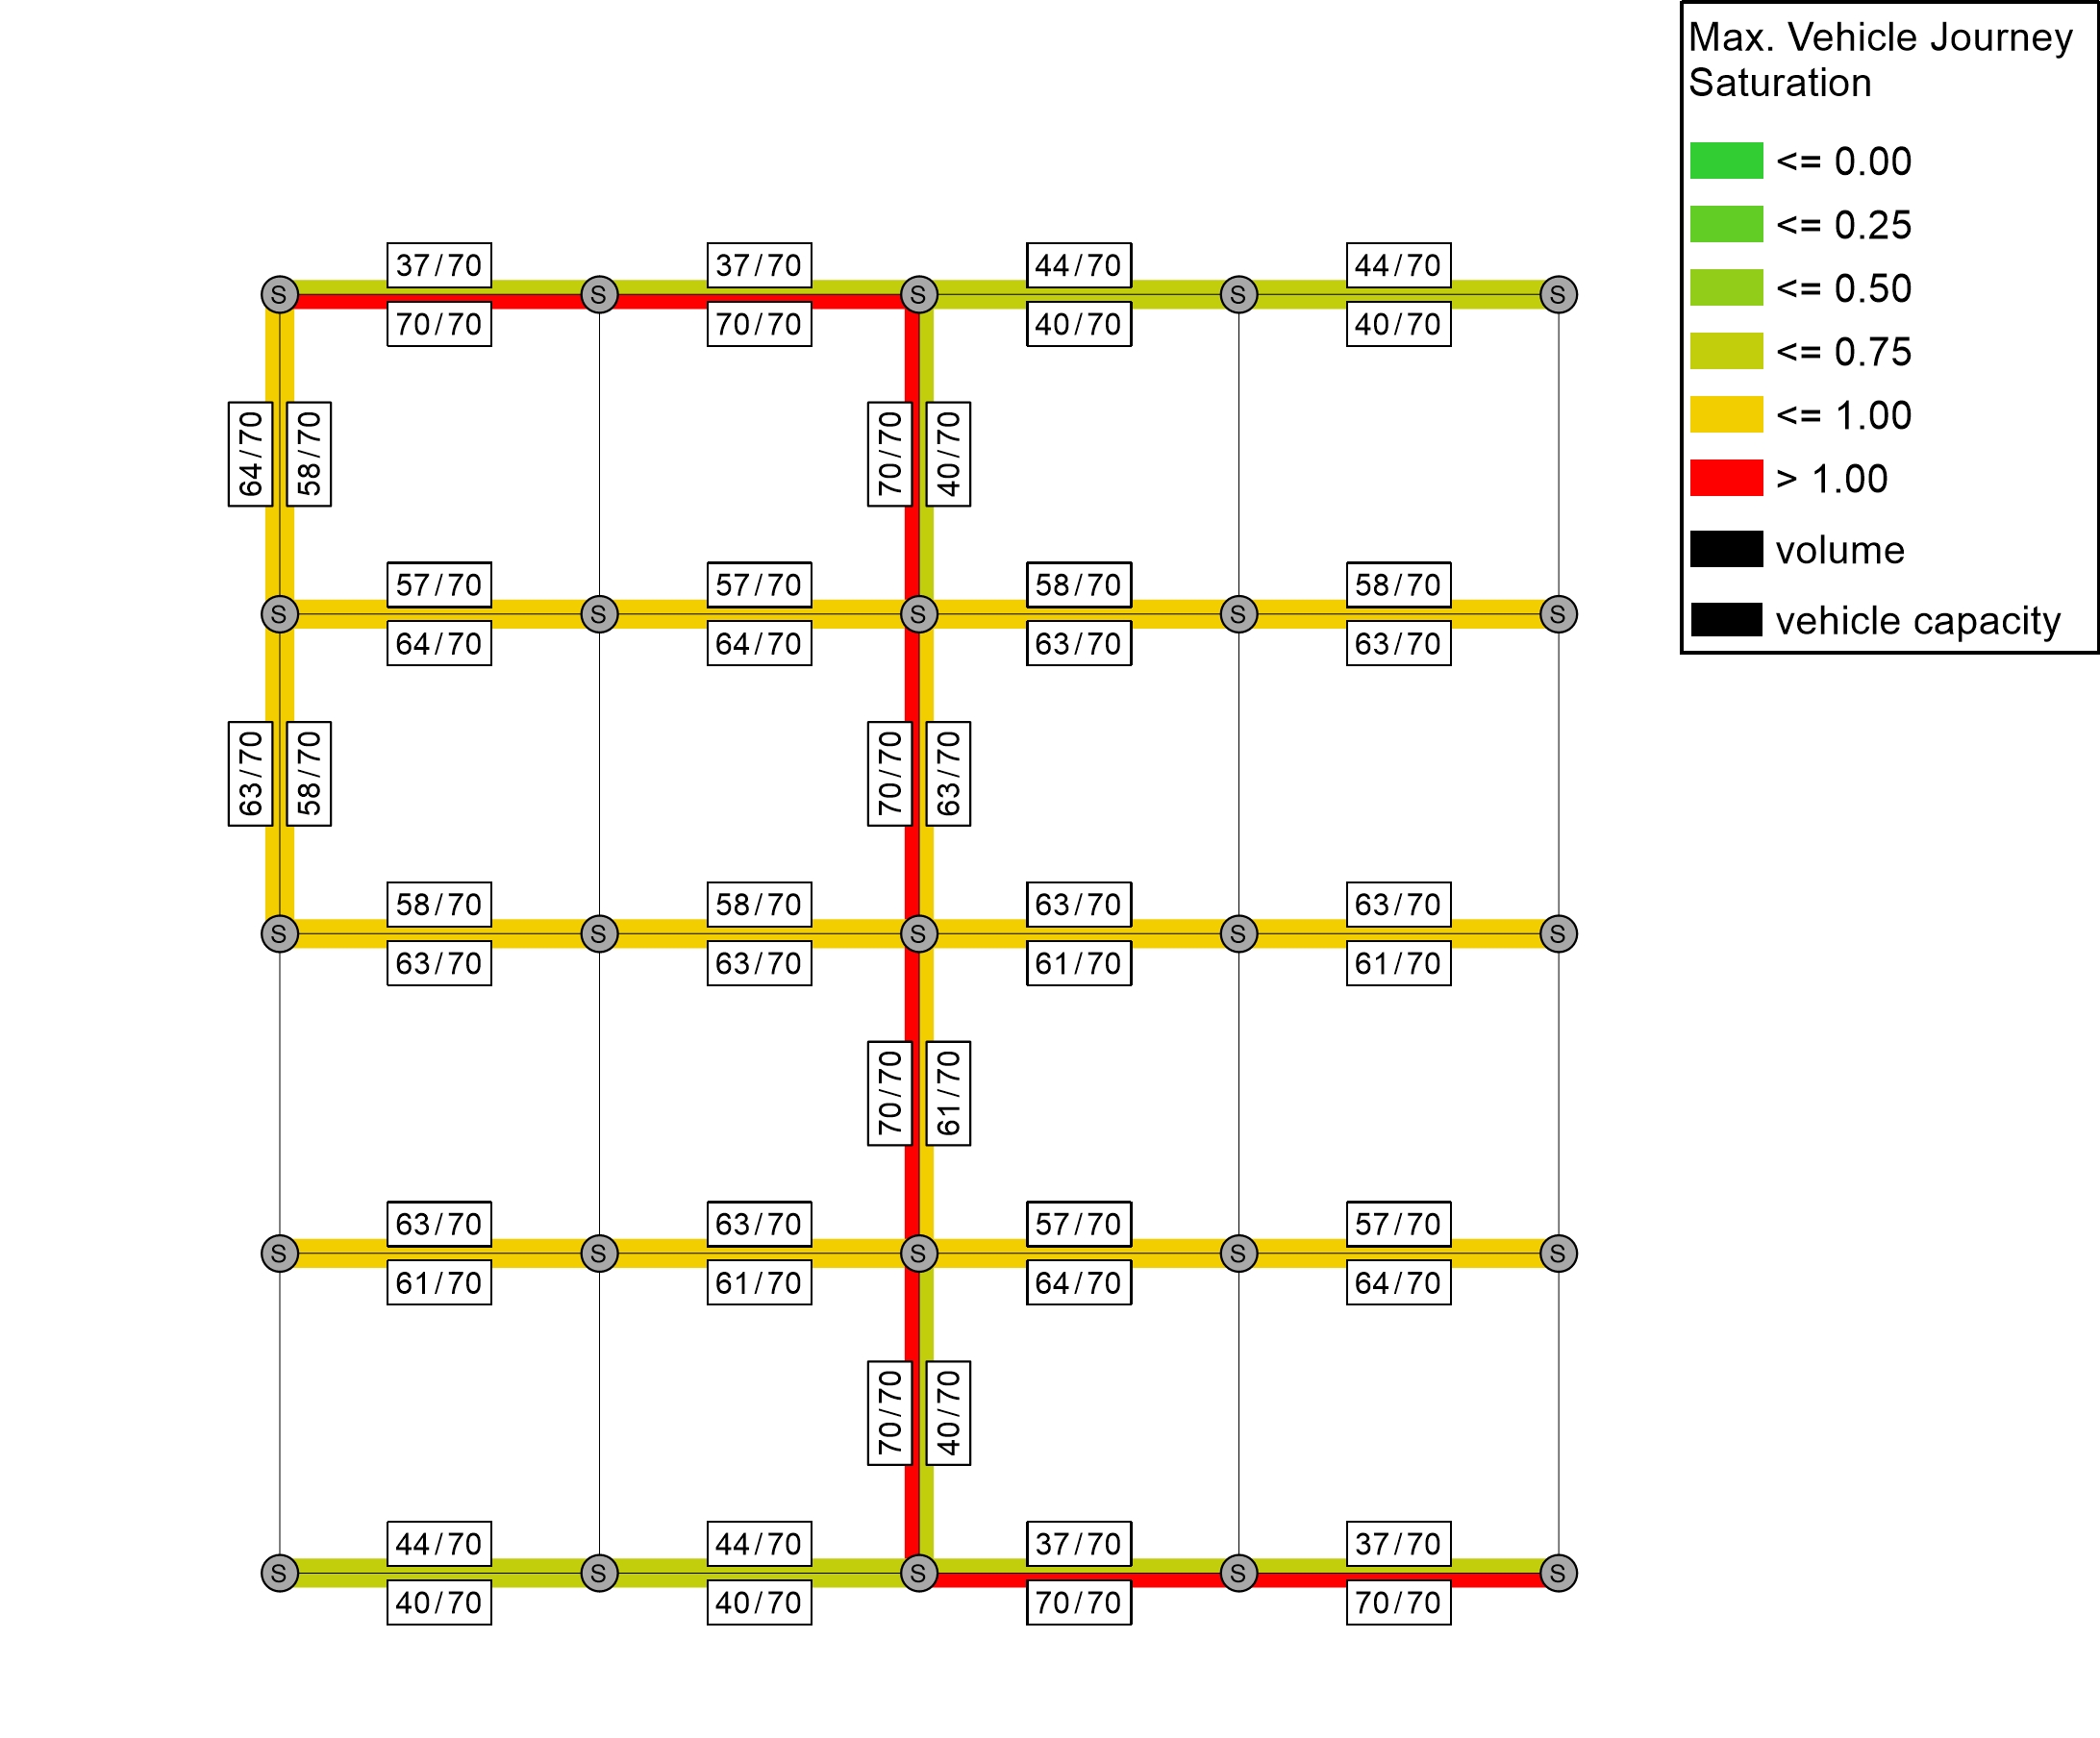 Max. Vehicle Journey
Saturation
<= 0.00
<= 0.25
<= 0.50
<= 0.75
<= 1.00
> 1.00
volume
vehicle capacity
37/70 37/70 44/70 44/70
S S S S S
70/70 70/70 40/70 40/70
64/70 58/70 70/70 40/70
57/70 57/70 58/70 58/70
S S S S S
64/70 64/70 63/70 63/70
63/70 58/70 70/70 63/70
58/70 58/70 63/70 63/70
S S S S S
63/70 63/70 61/70 61/70
70/70 61/70
63/70 63/70 57/70 57/70
S S S S S
61/70 61/70 64/70 64/70
70/70 40/70
44/70 44/70 37/70 37/70
S S S S S
40/70 40/70 70/70 70/70